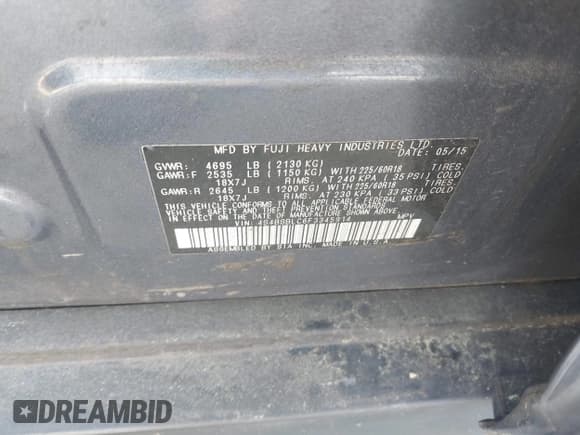 MFD BY FUJI HEAVY INDUSTRIES LTD.
DATE: 05/15
GVWR: 4695 LB (2130 KG)
GAWR:F 2535 LB (1150 KG) WITH 225/60R18 TIRES,
18X7J RIMS, AT 240 KPA (35 PSI) COLD
GAWR:R 2645 LB (1200 KG) WITH 225/60R18 TIRES,
18X7J RIMS, AT 230 KPA (33 PSI) COLD
THIS VEHICLE CONFORMS TO ALL APPLICABLE FEDERAL MOTOR
VEHICLE SAFETY AND THEFT PREVENTION STANDARDS
IN EFFECT ON THE DATE OF MANUFACTURE SHOWN ABOVE.
VIN: MPV
ASSEMBLED BY SIA, INC. MADE IN U.S.A
DREAMBID